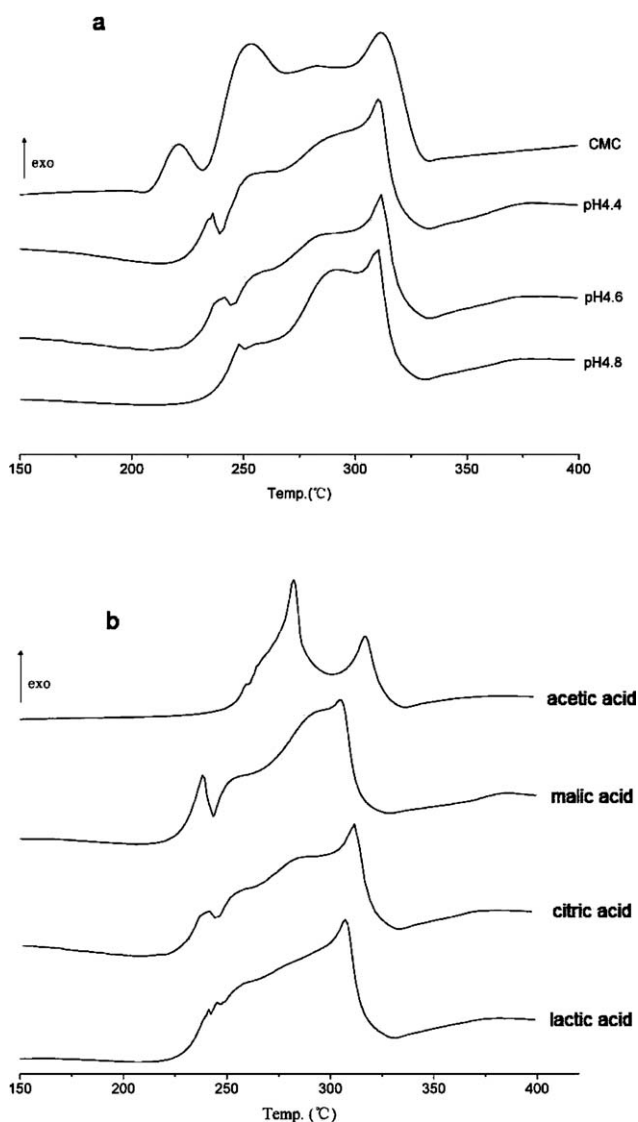 a
exo
CMC
pH4.4
pH4.6
pH4.8
150 200 250 300 350 400
Temp.(℃)
b
exo
acetic acid
malic acid
citric acid
lactic acid
150 200 250 300 350 400
Temp. (℃)